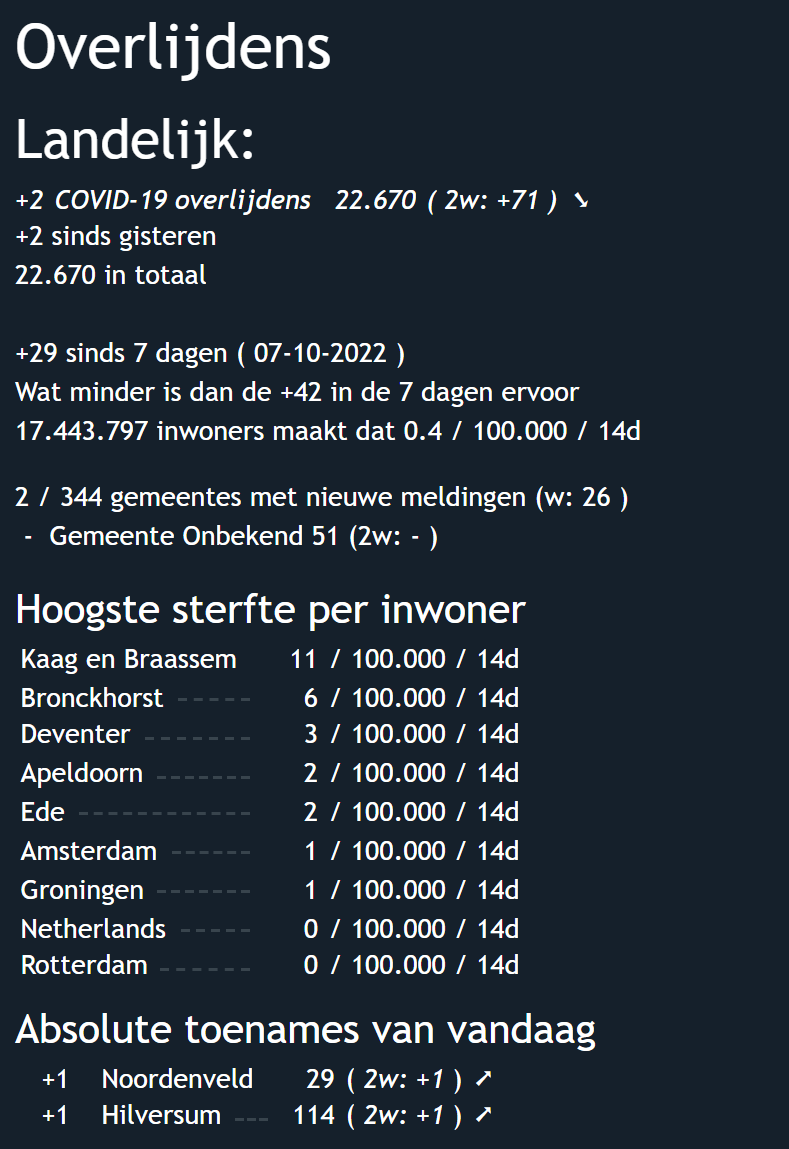 Overlijdens
Landelijk:
+2 COVID-19 overlijdens 22.670 ( 2w: +71 ) ➘
+2 sinds gisteren
22.670 in totaal
+29 sinds 7 dagen ( 07-10-2022 )
Wat minder is dan de +42 in de 7 dagen ervoor
17.443.797 inwoners maakt dat 0.4 / 100.000 / 14d
2 / 344 gemeentes met nieuwe meldingen (w: 26 )
- Gemeente Onbekend 51 (2w: - )
Hoogste sterfte per inwoner
Kaag en Braassem 11 / 100.000 / 14d
Bronckhorst ----- 6 / 100.000 / 14d
Deventer ------- 3 / 100.000 / 14d
Apeldoorn ------ 2 / 100.000 / 14d
Ede ------------ 2 / 100.000 / 14d
Amsterdam ------ 1 / 100.000 / 14d
Groningen ------ 1 / 100.000 / 14d
Netherlands ----- 0 / 100.000 / 14d
Rotterdam ------ 0 / 100.000 / 14d
Absolute toenames van vandaag
+1 Noordenveld 29 ( 2w: +1 ) ➚
+1 Hilversum --- 114 ( 2w: +1 ) ➚